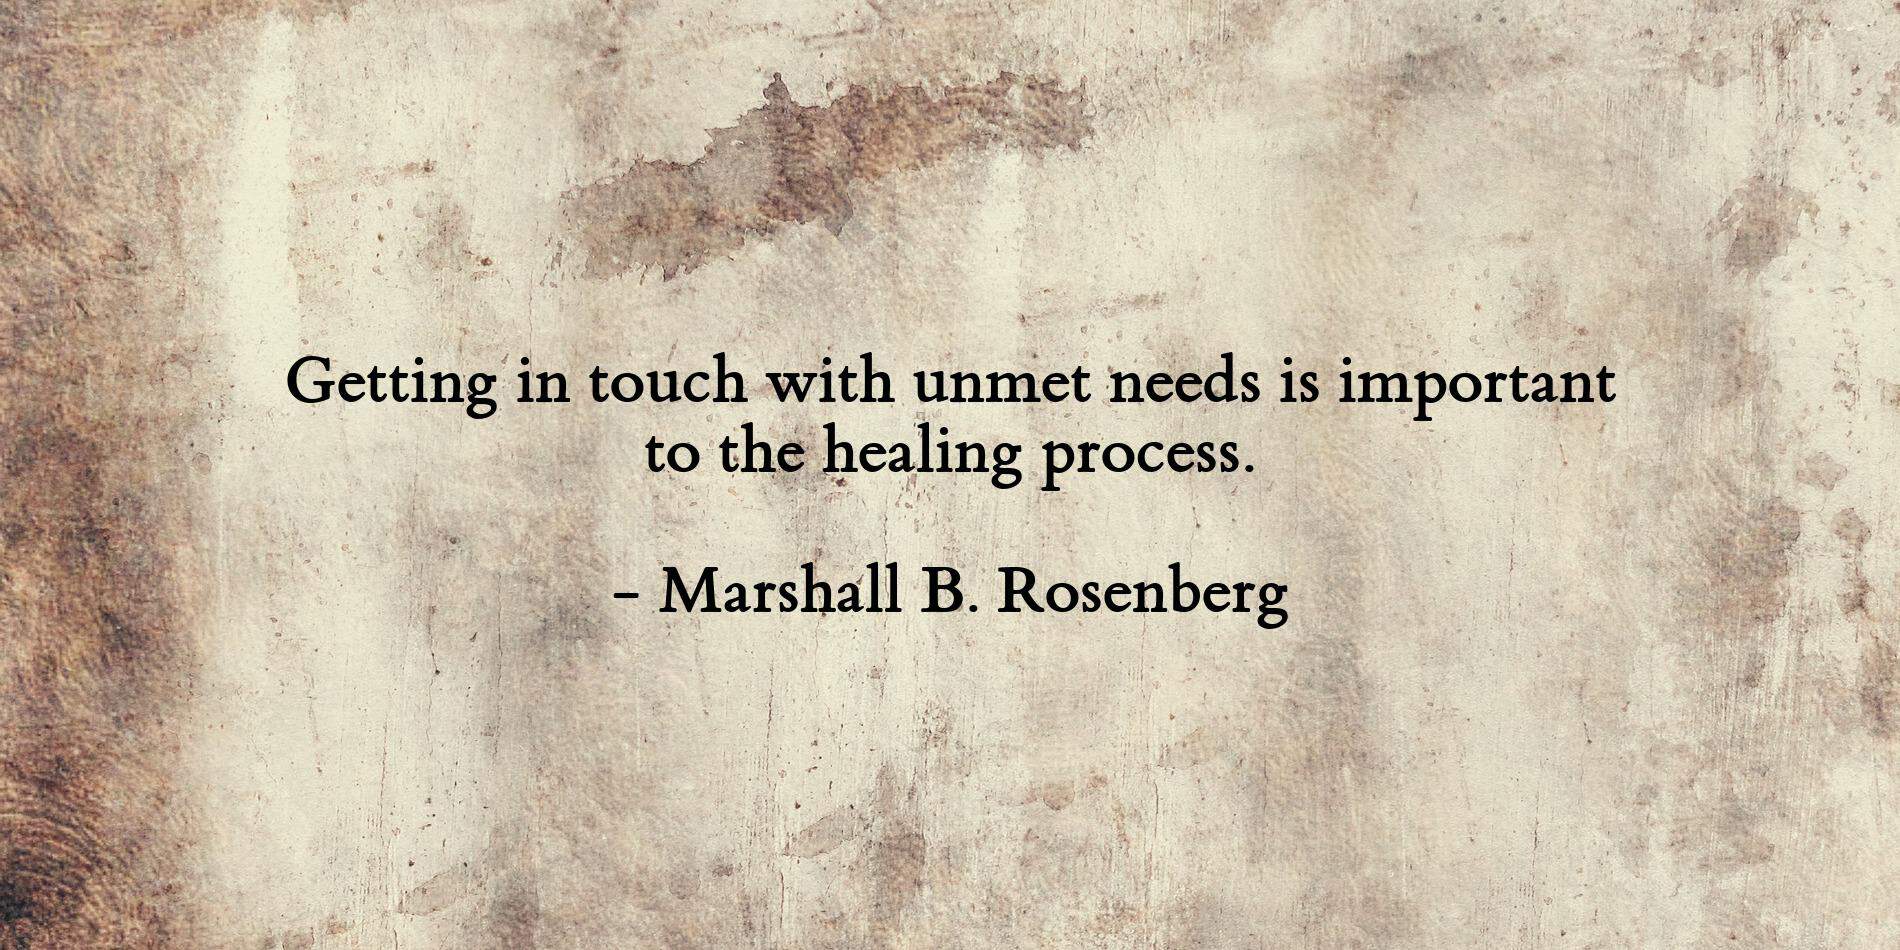 Getting in touch with unmet needs is important
to the healing process.
– Marshall B. Rosenberg